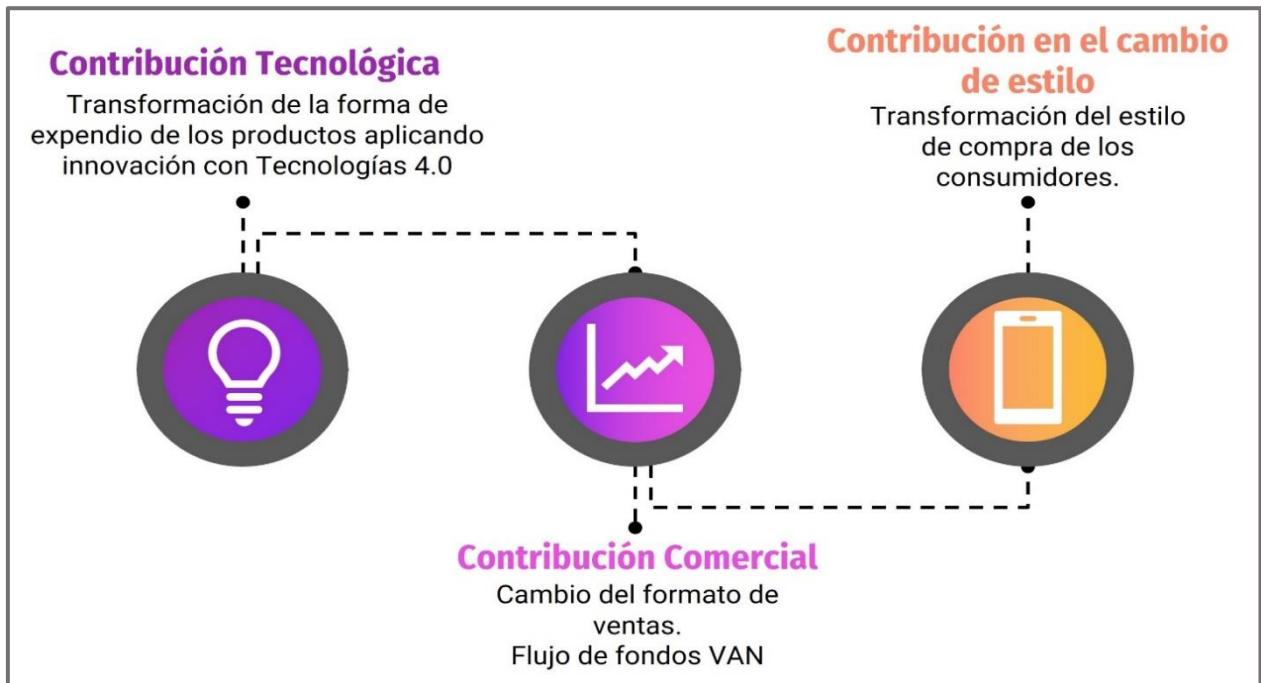 Contribución Tecnológica
Transformación de la forma de
expendio de los productos aplicando
innovación con Tecnologías 4.0
Contribución en el cambio
de estilo
Transformación del estilo
de compra de los
consumidores.
Contribución Comercial
Cambio del formato de
ventas.
Flujo de fondos VAN